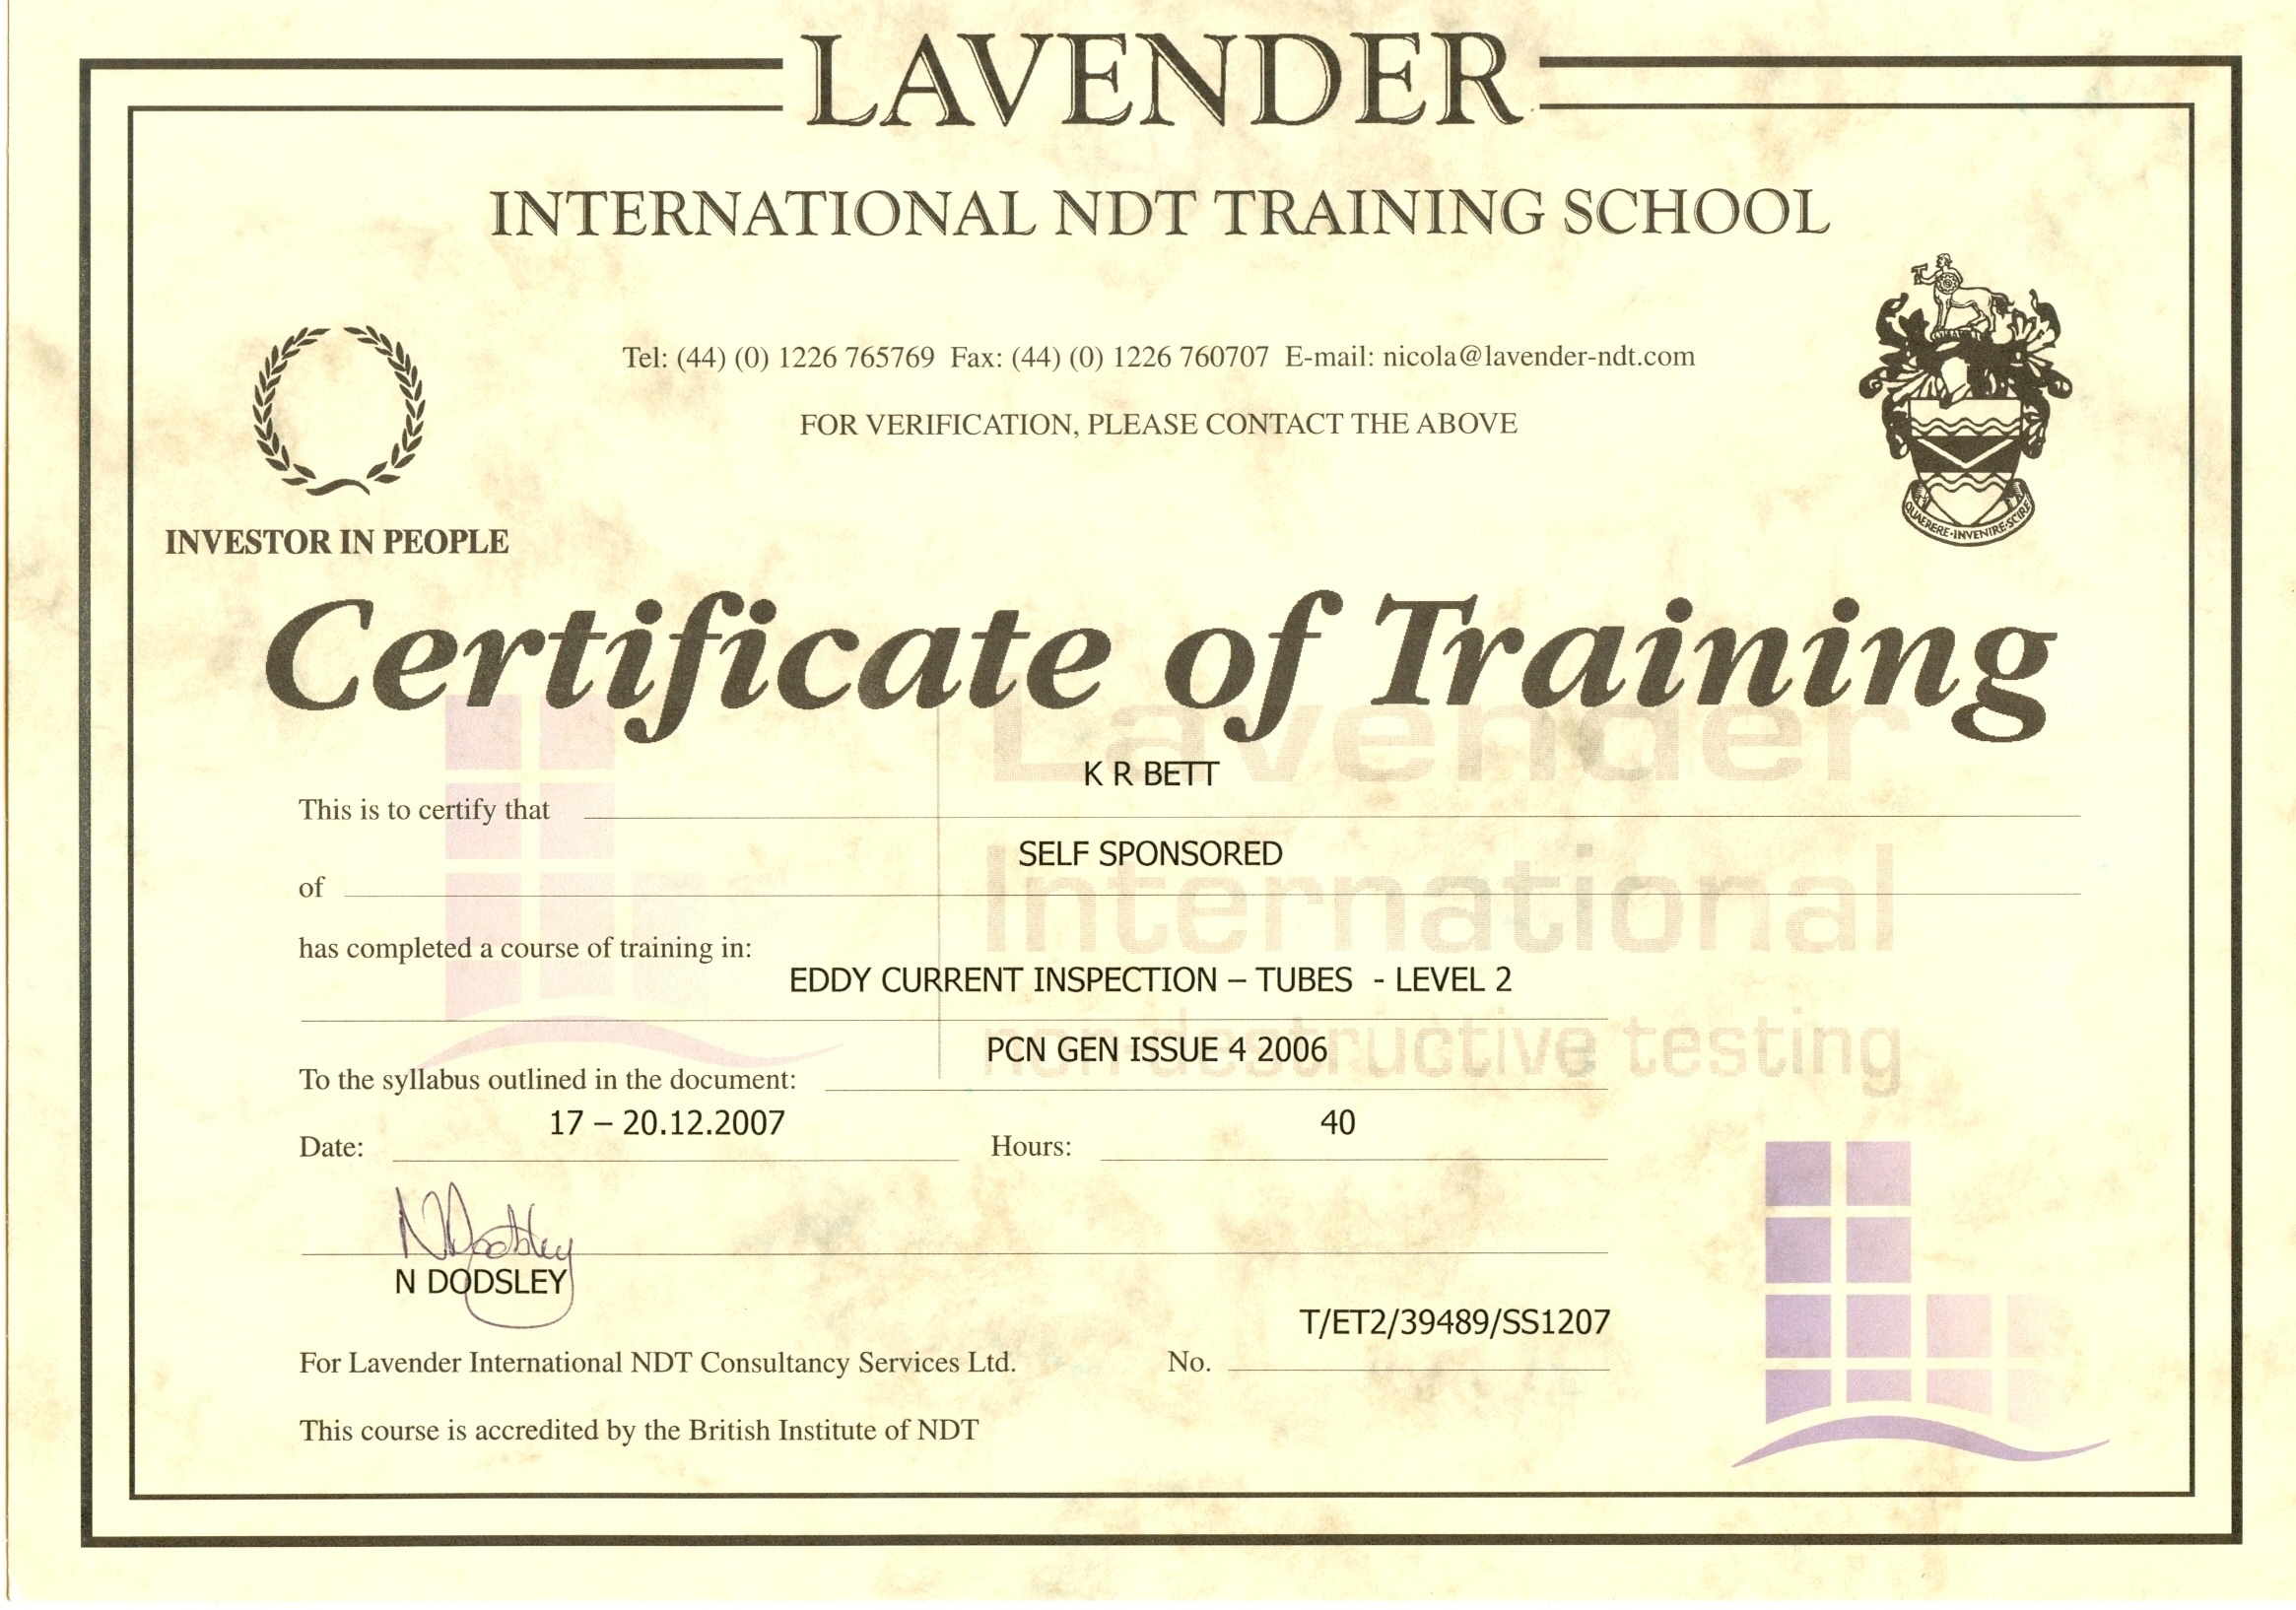 LAVENDER
INTERNATIONAL NDT TRAINING SCHOOL
Tel: (44) (0) 1226 765769 Fax: (44) (0) 1226 760707 E-mail: nicola@lavender-ndt.com
FOR VERIFICATION, PLEASE CONTACT THE ABOVE
INVESTOR IN PEOPLE
QUAERERE·INVENIRE·SCIRE
Certificate of Training
Lavender
International
non-destructive testing
K R BETT
This is to certify that
SELF SPONSORED
of
has completed a course of training in:
EDDY CURRENT INSPECTION – TUBES - LEVEL 2
PCN GEN ISSUE 4 2006
To the syllabus outlined in the document:
17 – 20.12.2007 40
Date: Hours:
NDodsley
N DODSLEY
T/ET2/39489/SS1207
For Lavender International NDT Consultancy Services Ltd. No.
This course is accredited by the British Institute of NDT